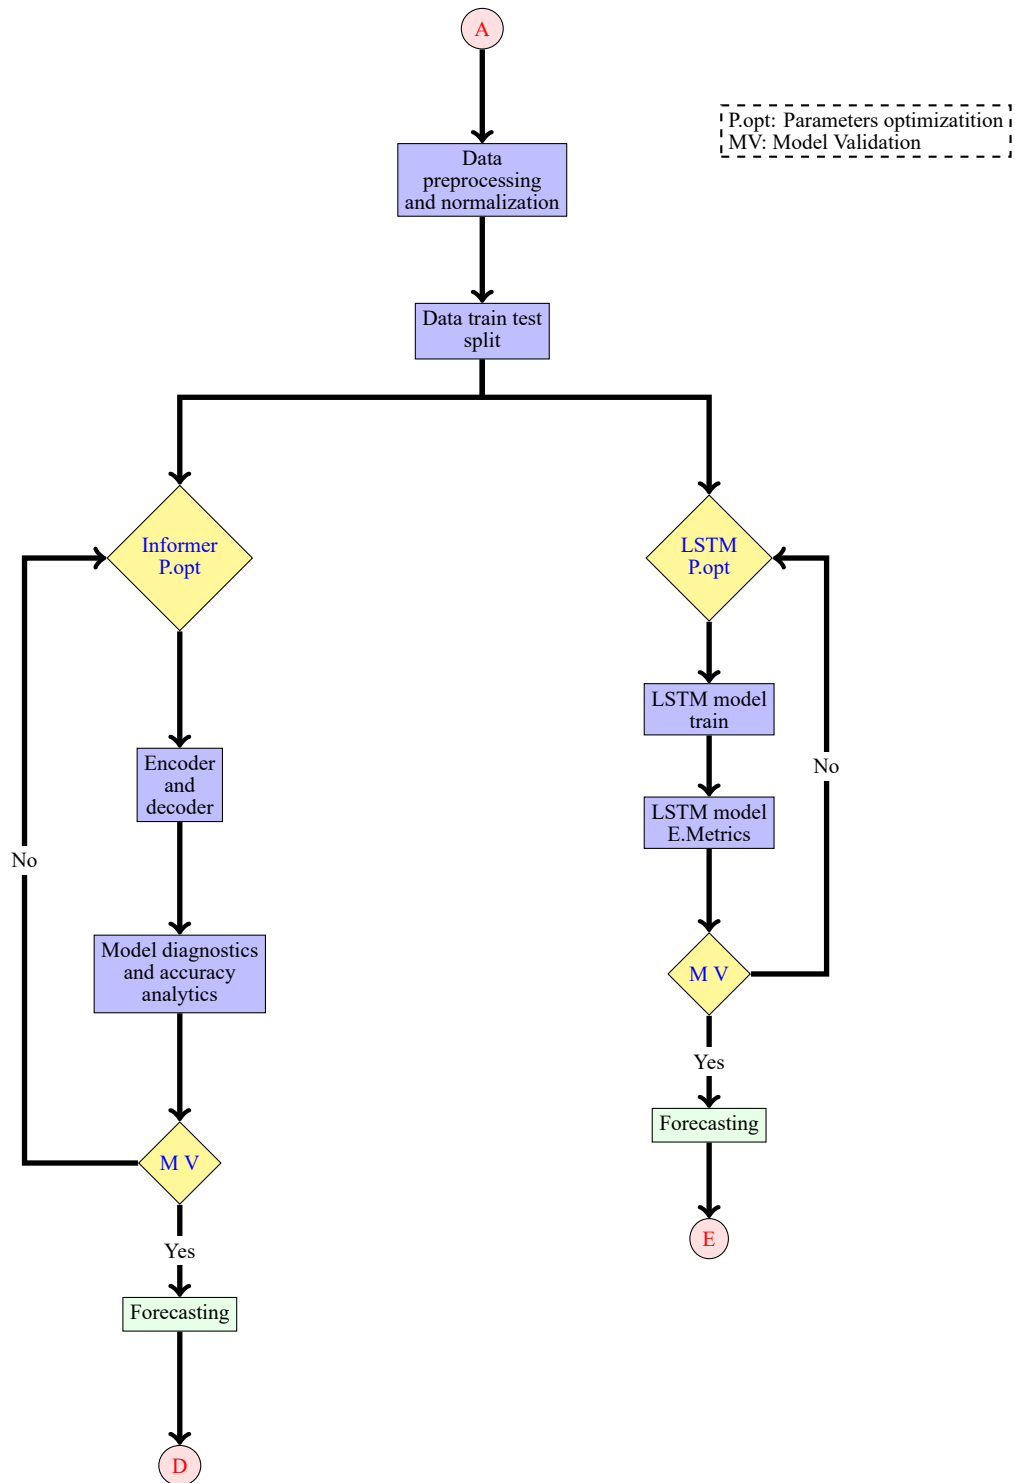 A
P.opt: Parameters optimizatition
MV: Model Validation
Data
preprocessing
and normalization
Data train test
split
Informer
P.opt
LSTM
P.opt
LSTM model
train
Encoder
and
decoder
No
LSTM model
E.Metrics
No
Model diagnostics
and accuracy
analytics
M V
Yes
Forecasting
M V
E
Yes
Forecasting
D